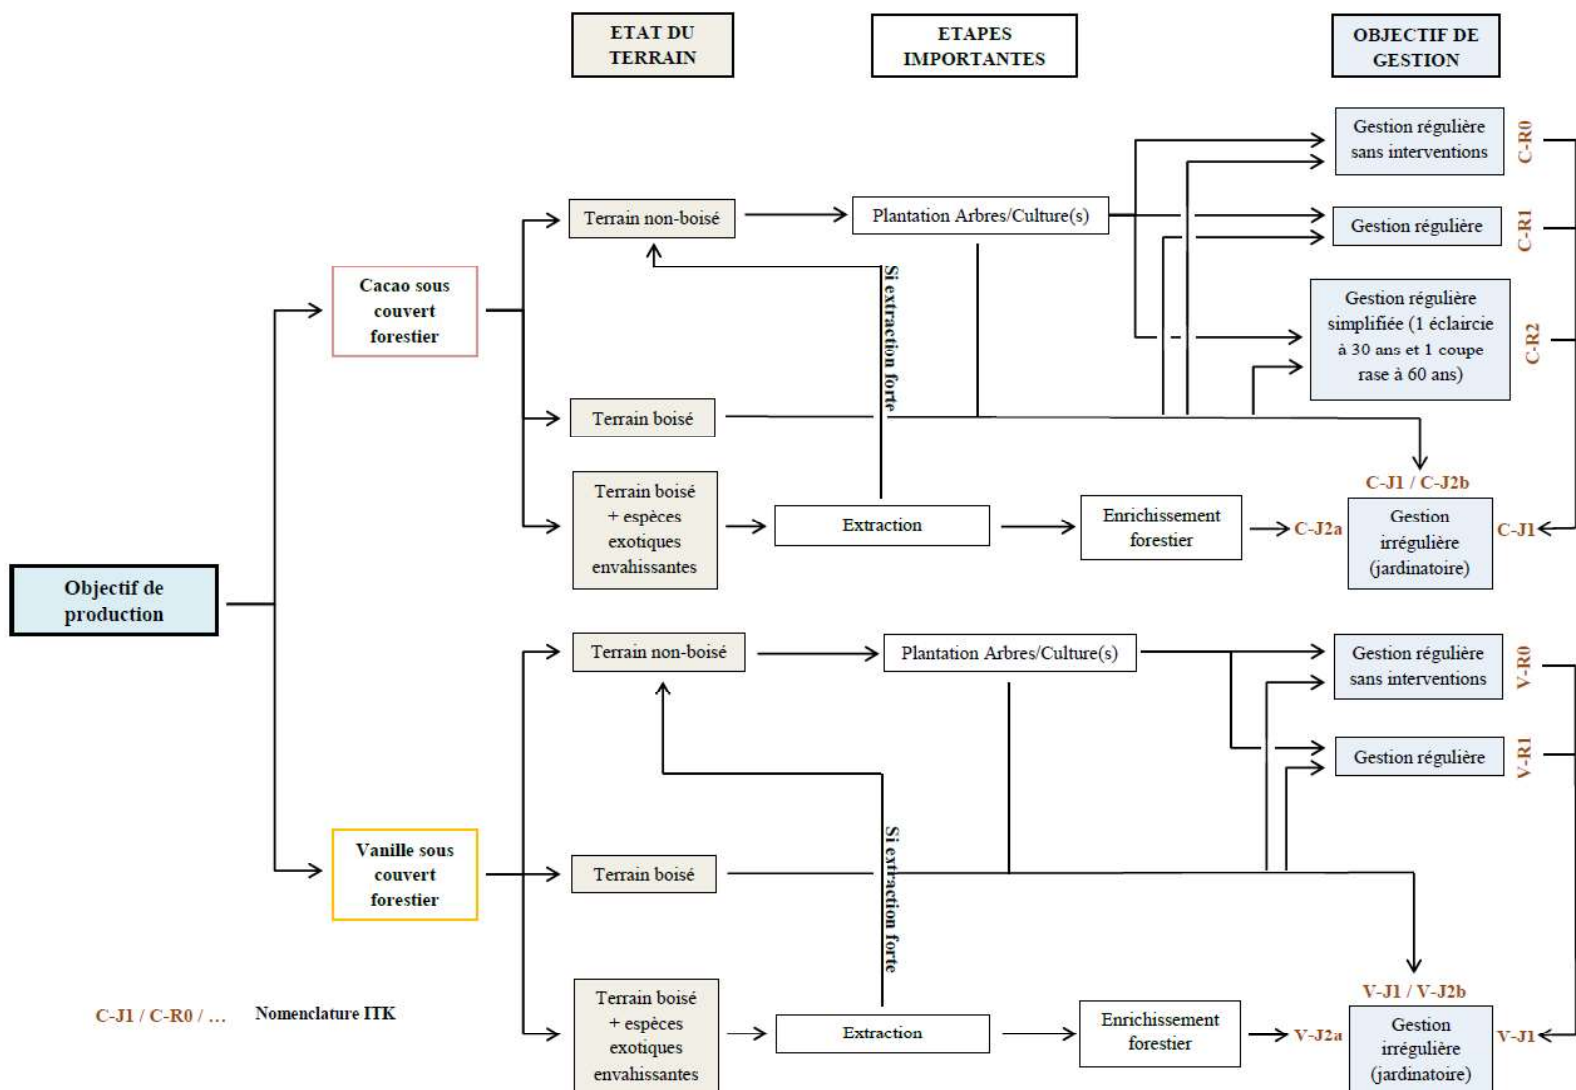 ETAT DU
TERRAIN
ETAPES
IMPORTANTES
OBJECTIF DE
GESTION
Gestion régulière
sans interventions
C-R0
Terrain non-boisé
Plantation Arbres/Culture(s)
Gestion régulière
C-R1
Cacao sous
couvert
forestier
Si extraction forte
Gestion régulière
simplifiée (1 éclaircie
à 30 ans et 1 coupe
rase à 60 ans)
C-R2
Terrain boisé
C-J1 / C-J2b
Terrain boisé
+ espèces
exotiques
envahissantes
Extraction
Enrichissement
forestier
C-J2a
Gestion
irrégulière
(jardinatoire)
C-J1
Objectif de
production
Terrain non-boisé
Plantation Arbres/Culture(s)
Gestion régulière
sans interventions
V-R0
Gestion régulière
V-R1
Vanille sous
couvert
forestier
Si extraction forte
Terrain boisé
V-J1 / V-J2b
Terrain boisé
+ espèces
exotiques
envahissantes
Extraction
Enrichissement
forestier
V-J2a
Gestion
irrégulière
(jardinatoire)
V-J1
C-J1 / C-R0 / … Nomenclature ITK